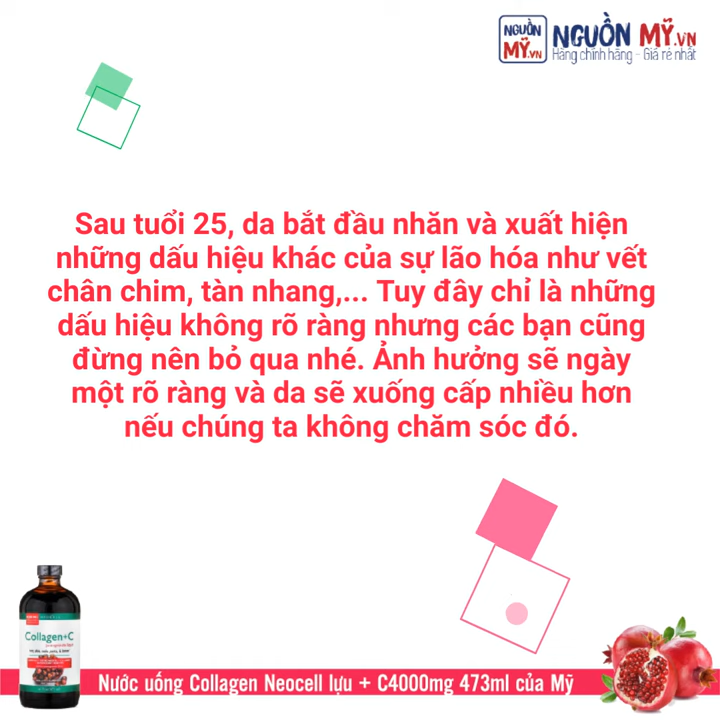 NGUỒN
MỸ.VN
NGUỒN MỸ.VN
Hàng chính hãng - Giá rẻ nhất
Sau tuổi 25, da bắt đầu nhăn và xuất hiện
những dấu hiệu khác của sự lão hóa như vết
chân chim, tàn nhang,... Tuy đây chỉ là những
dấu hiệu không rõ ràng nhưng các bạn cũng
đừng nên bỏ qua nhé. Ảnh hưởng sẽ ngày
một rõ ràng và da sẽ xuống cấp nhiều hơn
nếu chúng ta không chăm sóc đó.
Collagen+C
Nước uống Collagen Neocell lựu + C4000mg 473ml của Mỹ